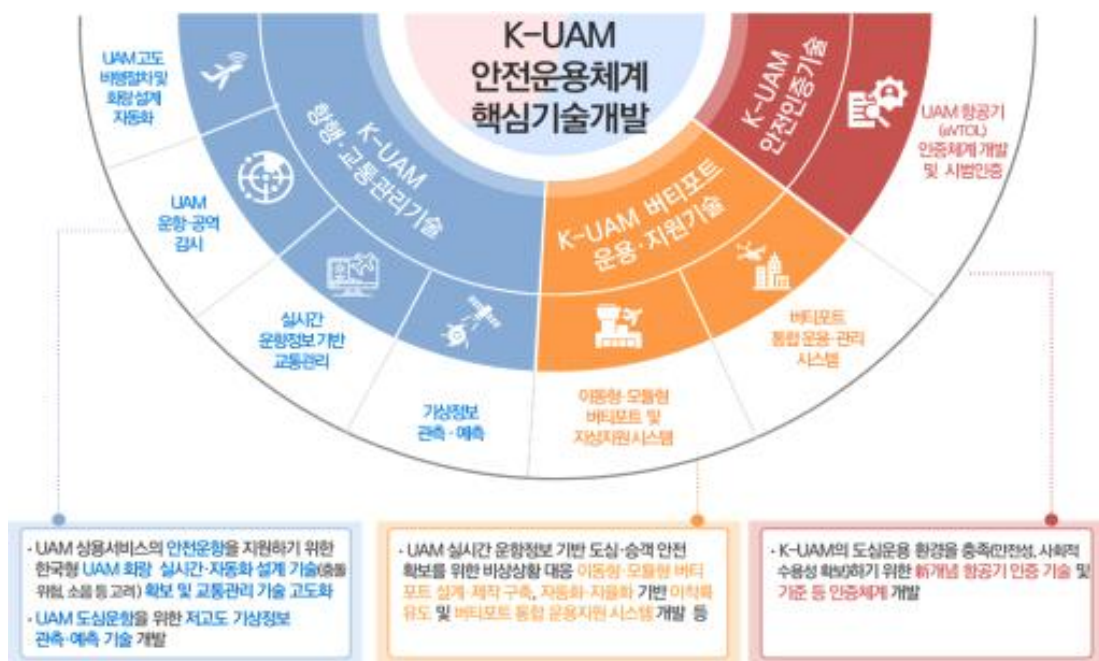 K-UAM
안전운용체계
핵심기술개발
K-UAM
항행·교통관리기술
K-UAM 버티포트
운용·지원기술
K-UAM
안전인증기술
UAM 고도
비행절차 및
회랑 설계
자동화
UAM
운항·공역
감시
실시간
운항정보 기반
교통관리
기상정보
관측·예측
이동형·모듈형
버티포트 및
지상지원 시스템
버티포트
통합 운용·관리
시스템
UAM 항공기
(eVTOL)
인증체계 개발
및 시범인증
· UAM 상용서비스의 안전운항을 지원하기 위한
한국형 UAM 회랑 실시간·자동화 설계 기술(충돌
위험, 소음 등 고려) 확보 및 교통관리 기술 고도화
· UAM 도심운항을 위한 저고도 기상정보
관측·예측 기술 개발
· UAM 실시간 운항정보 기반 도심·승객 안전
확보를 위한 비상상황 대응 이동형·모듈형 버티
포트 설계·제작 구축, 자동화·자율화 기반 이착륙
유도 및 버티포트 통합 운용지원 시스템 개발 등
· K-UAM의 도심운용 환경을 충족(안전성, 사회적
수용성 확보)하기 위한 新개념 항공기 인증 기술 및
기준 등 인증체계 개발